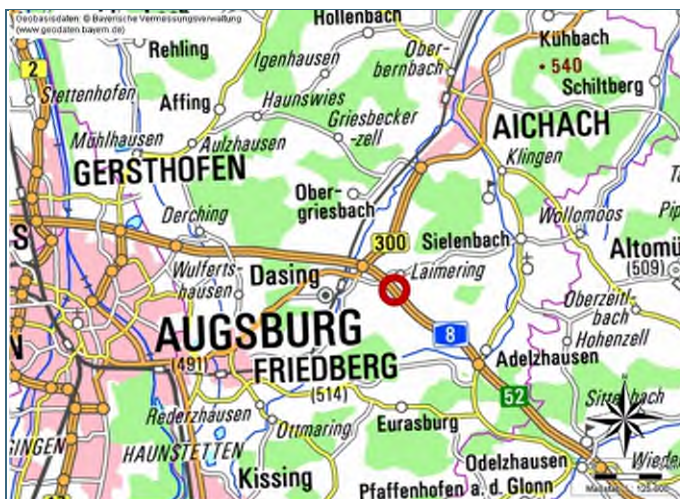 Geobasisdaten: © Bayerische Vermessungsverwaltung
(www.geodaten.bayern.de)
Hollenbach
Rehling
Igenhausen
Ober-
bernbach
Kühbach
• 540
Schiltberg
2
Stettenhofen
Affing
Haunswies
Griesbecker
-zell
AICHACH
Mühlhausen
Aulzhausen
Klingen
GERSTHOFEN
Ober-
griesbach
Derching
300
Sielenbach
Wollomoos
Altomü
(509)
Wulferts-
hausen
Dasing
Laimering
Oberzeitl-
bach
AUGSBURG
(491)
8
Hohenzell
Adelzhausen
FRIEDBERG
(514)
52
Rederzhausen
Ottmaring
Eurasburg
HAUNSTETTEN
Kissing
Odelzhausen
Pfaffenhofen a. d. Glonn